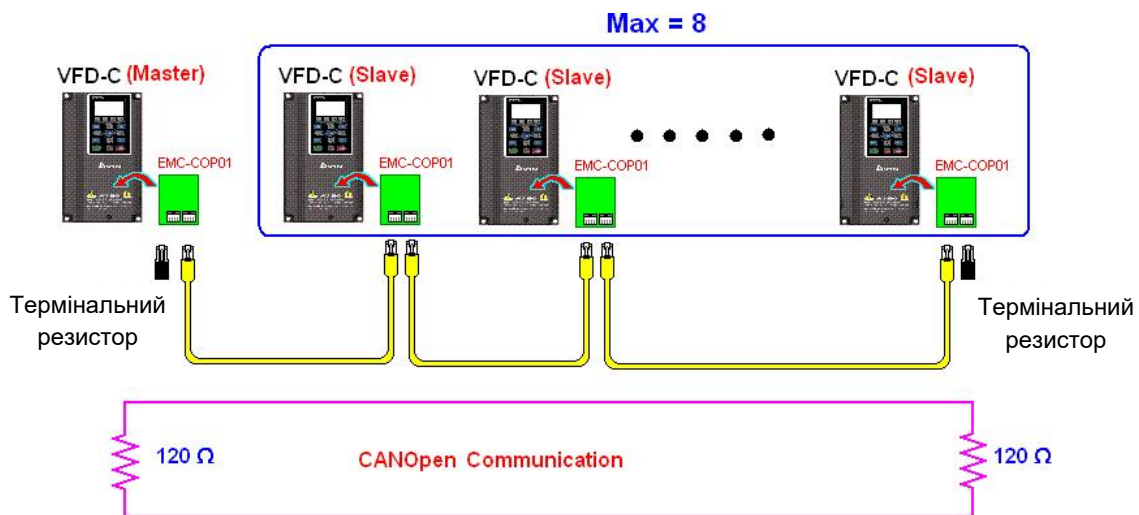 Max = 8
VFD-C (Master)
VFD-C (Slave)
VFD-C (Slave)
VFD-C (Slave)
EMC-COP01
EMC-COP01
EMC-COP01
EMC-COP01
Термінальний
резистор
Термінальний
резистор
120 Ω
CANOpen Communication
120 Ω